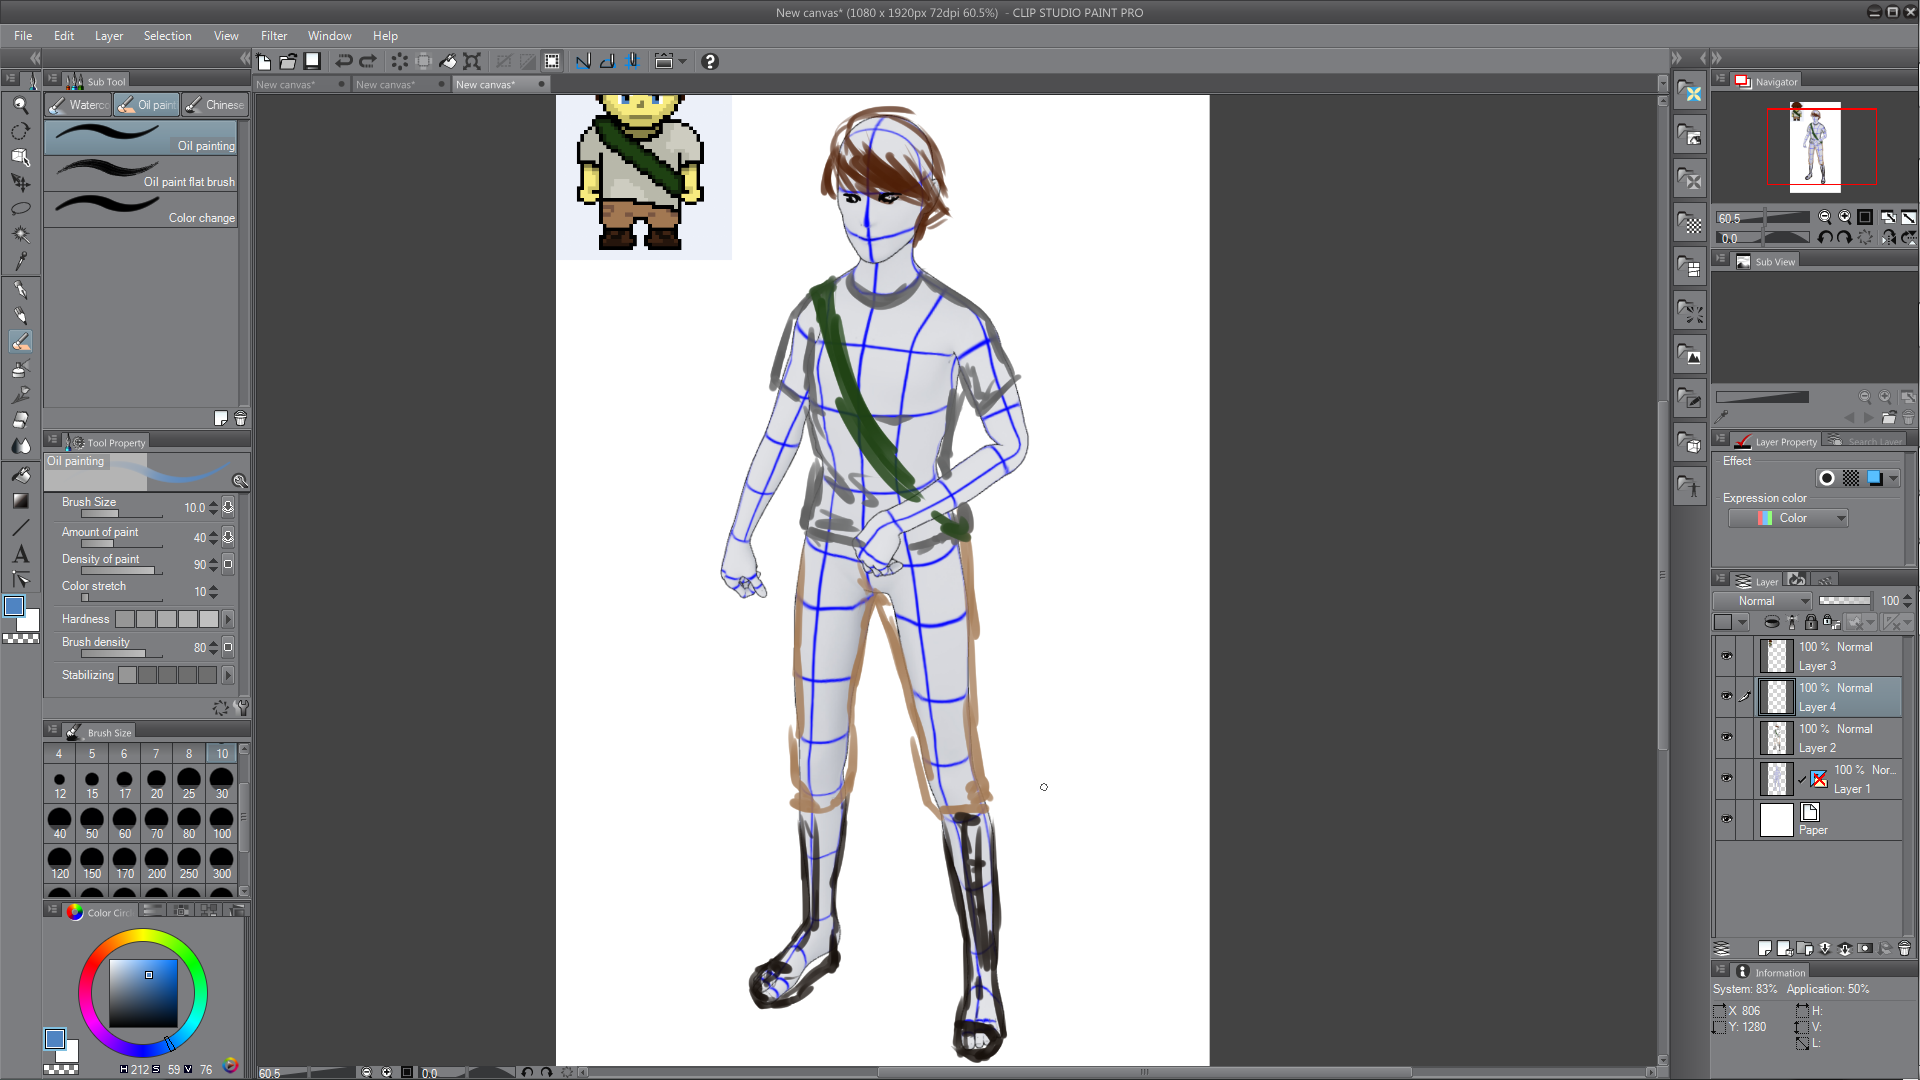 New canvas* (1080 x 1920px 72dpi 60.5%) - CLIP STUDIO PAINT PRO
File Edit Layer Selection View Filter Window Help
Sub Tool
New canvas* New canvas* New canvas*
Navigator
Waterco Oil paint Chinese
Oil painting
Oil paint flat brush
Color change
60.5
0.0
Sub View
Tool Property
Layer Property Search Layer
Oil painting
Effect
Brush Size 10.0
Expression color
Color
Amount of paint 40
Density of paint 90
Color stretch 10
Hardness
Brush density 80
Stabilizing
Layer
Normal 100
100 % Normal
Layer 3
100 % Normal
Layer 4
100 % Normal
Layer 2
100 % Nor...
Layer 1
Paper
Brush Size
4 5 6 7 8 10
12 15 17 20 25 30
40 50 60 70 80 100
120 150 170 200 250 300
Color Circ
H 212 S 59 V 76
60.5 0.0
Information
System: 83% Application: 50%
X 806 H:
Y: 1280 V:
L: